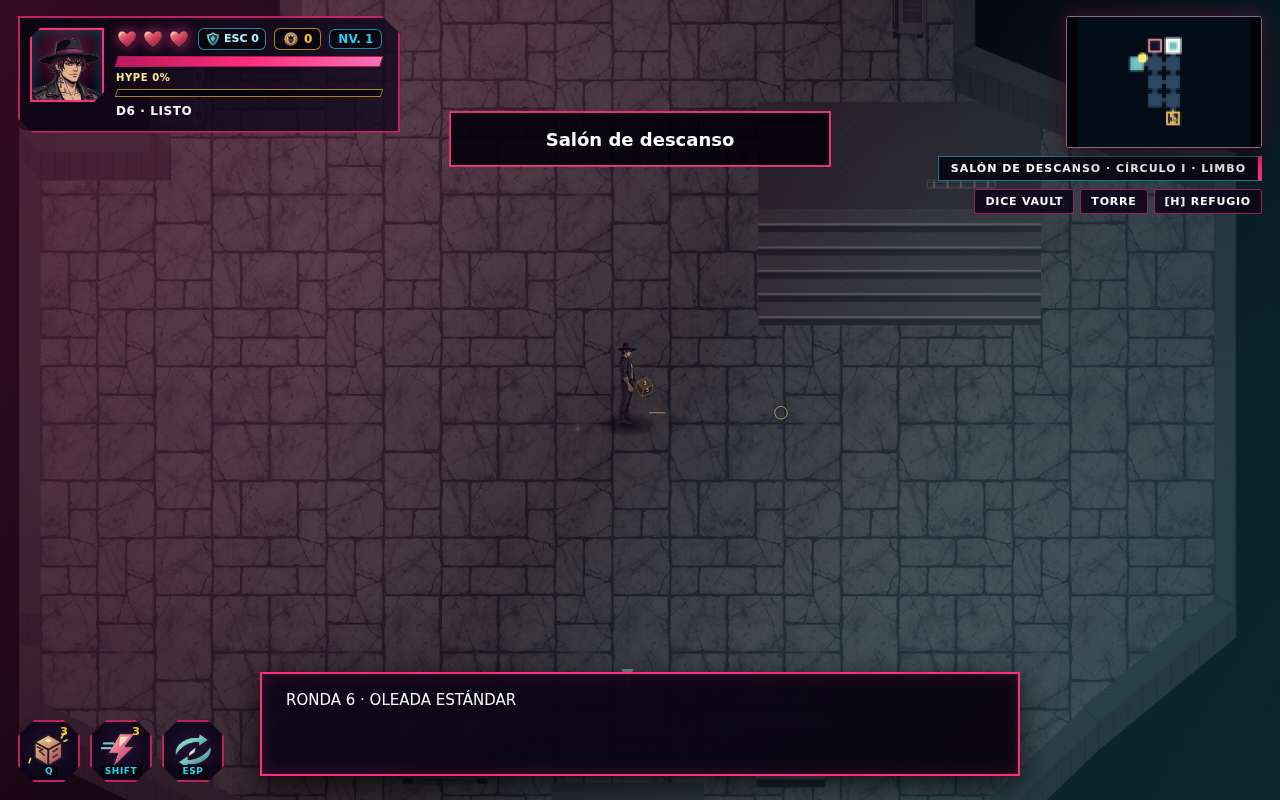 ESC 0
0
NV. 1
HYPE 0%
D6 · LISTO
Salón de descanso
SALÓN DE DESCANSO · CÍRCULO I · LIMBO
DICE VAULT
TORRE
[H] REFUGIO
RONDA 6 · OLEADA ESTÁNDAR
3
Q
3
SHIFT
ESP